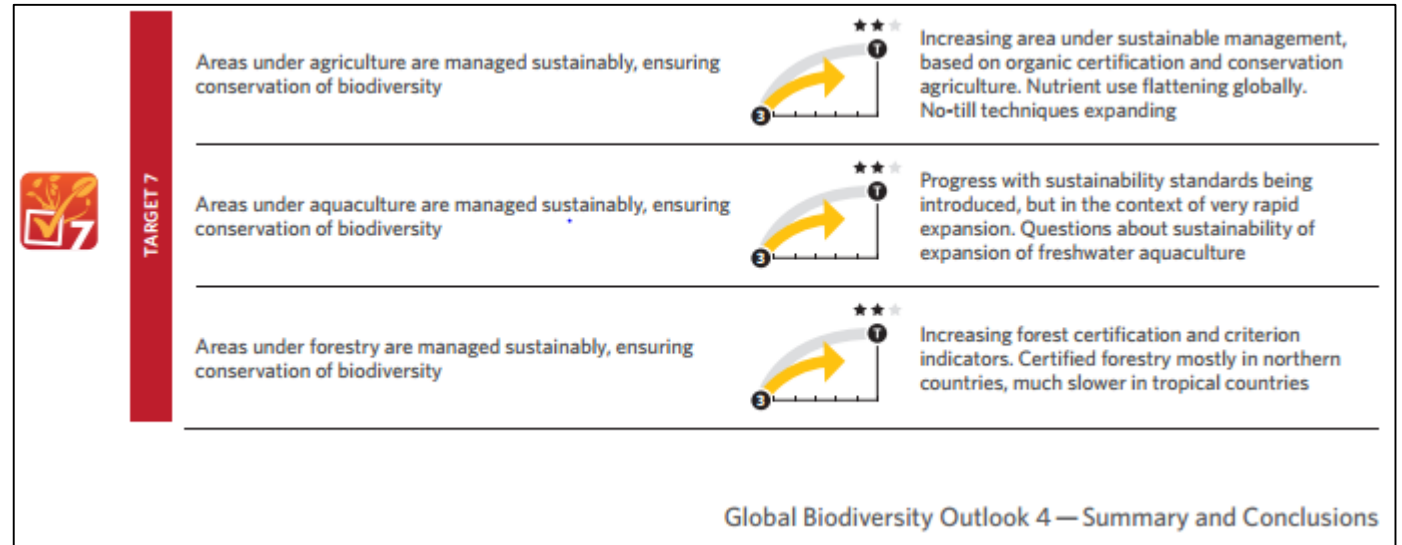 Areas under agriculture are managed sustainably, ensuring
conservation of biodiversity
3
T
Increasing area under sustainable management,
based on organic certification and conservation
agriculture. Nutrient use flattening globally.
No-till techniques expanding
7
TARGET 7
Areas under aquaculture are managed sustainably, ensuring
conservation of biodiversity
3
T
Progress with sustainability standards being
introduced, but in the context of very rapid
expansion. Questions about sustainability of
expansion of freshwater aquaculture
Areas under forestry are managed sustainably, ensuring
conservation of biodiversity
3
T
Increasing forest certification and criterion
indicators. Certified forestry mostly in northern
countries, much slower in tropical countries
Global Biodiversity Outlook 4 — Summary and Conclusions